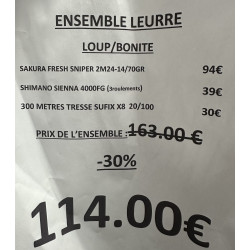 ENSEMBLE LEURRE
LOUP/BONITE
SAKURA FRESH SNIPER 2M24-14/70GR 94€
SHIMANO SIENNA 4000FG (3roulements) 39€
300 METRES TRESSE SUFIX X8 20/100 30€
PRIX DE L'ENSEMBLE : 163.00 €
-30%
114.00€